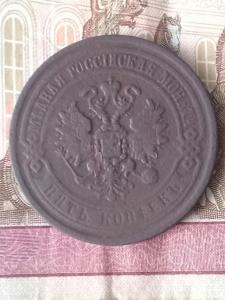 МѢДНАЯ РОССІЙСКАЯ МОНЕТА
ПЯТЬ КОПѢЕКЪ